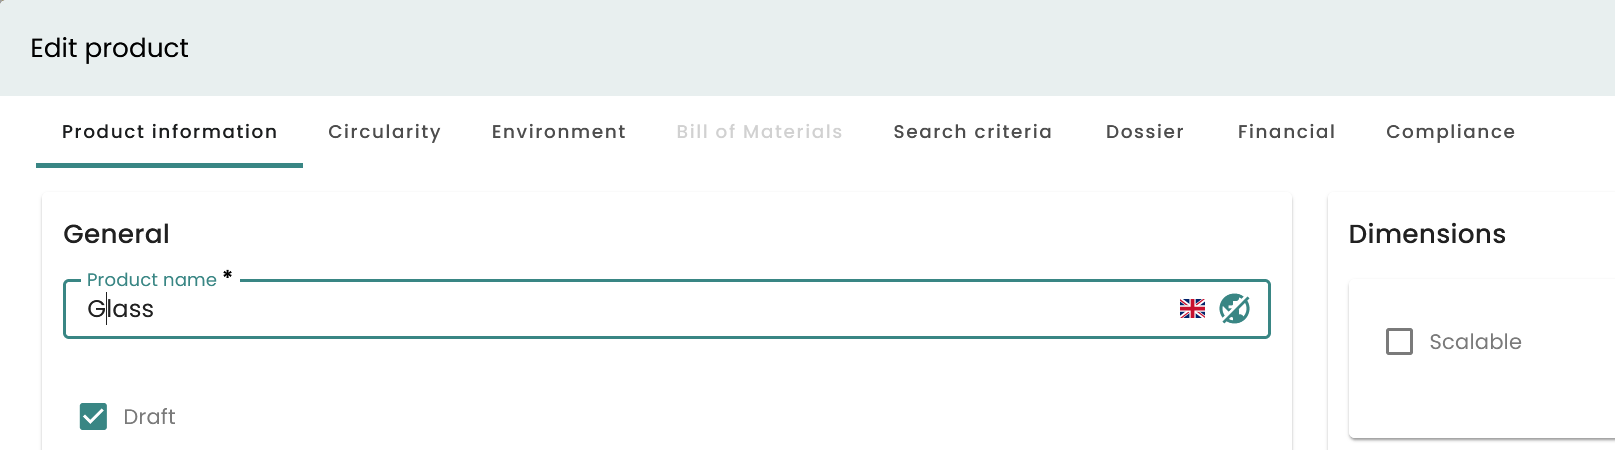 Edit product
Product information Circularity Environment Bill of Materials Search criteria Dossier Financial Compliance
General
Product name *
Glass
Draft
Dimensions
Scalable